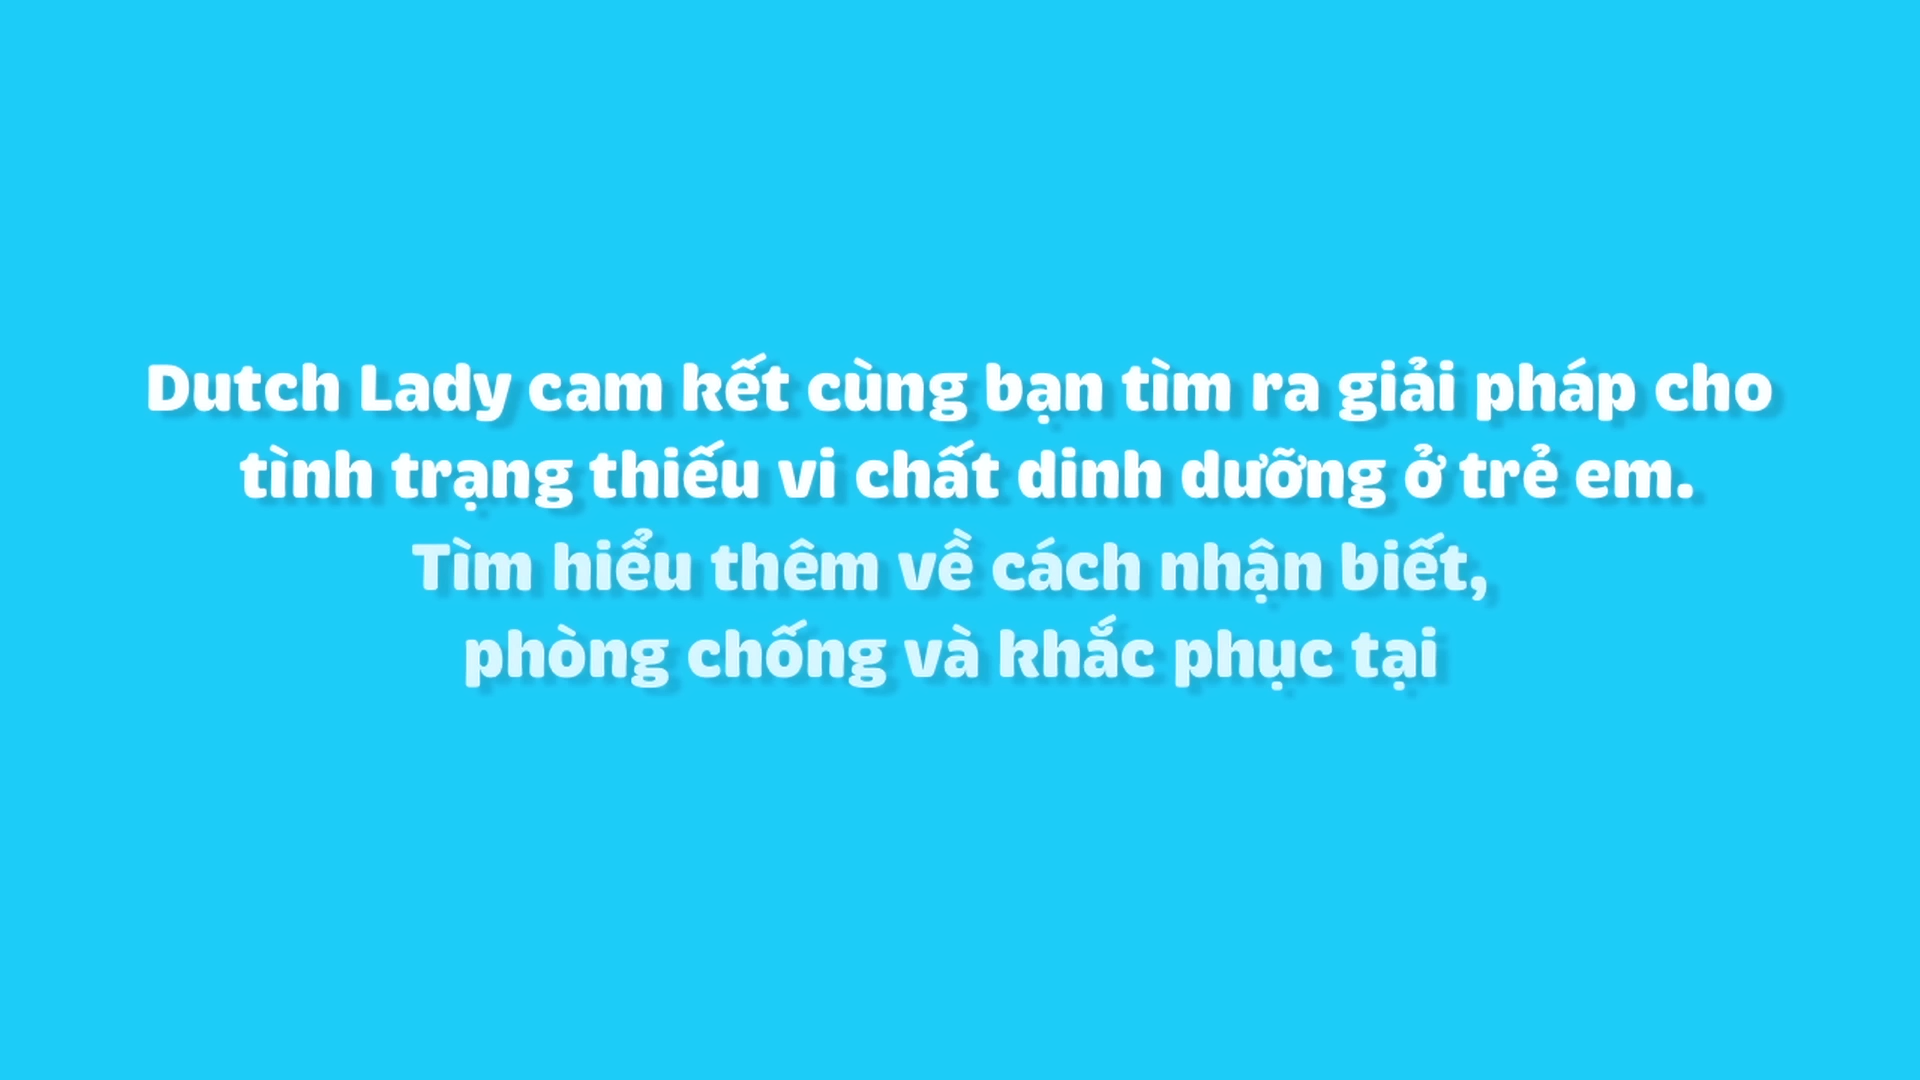 Dutch Lady cam kết cùng bạn tìm ra giải pháp cho
tình trạng thiếu vi chất dinh dưỡng ở trẻ em.
Tìm hiểu thêm về cách nhận biết,
phòng chống và khắc phục tại